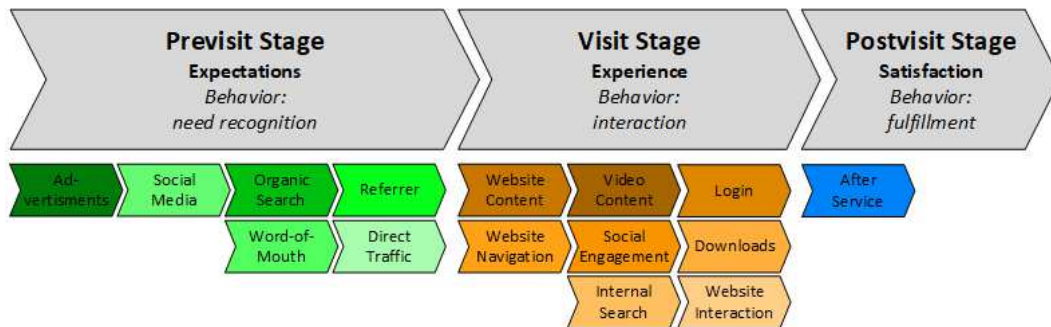 Previsit Stage
Expectations
Behavior:
need recognition
Visit Stage
Experience
Behavior:
interaction
Postvisit Stage
Satisfaction
Behavior:
fulfillment
Ad-
vertisments
Social
Media
Organic
Search
Referrer
Website
Content
Video
Content
Login
After
Service
Word-of-
Mouth
Direct
Traffic
Website
Navigation
Social
Engagement
Downloads
Internal
Search
Website
Interaction